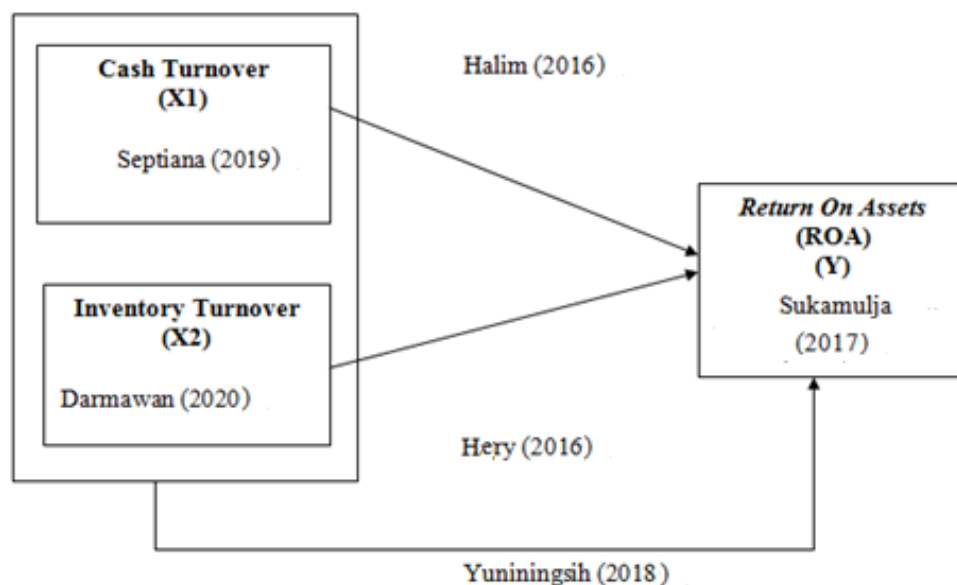 Cash Turnover
(X1)
Septiana (2019)
Halim (2016)
Return On Assets
(ROA)
(Y)
Sukamulja
(2017)
Inventory Turnover
(X2)
Darmawan (2020)
Hery (2016)
Yuniningsih (2018)